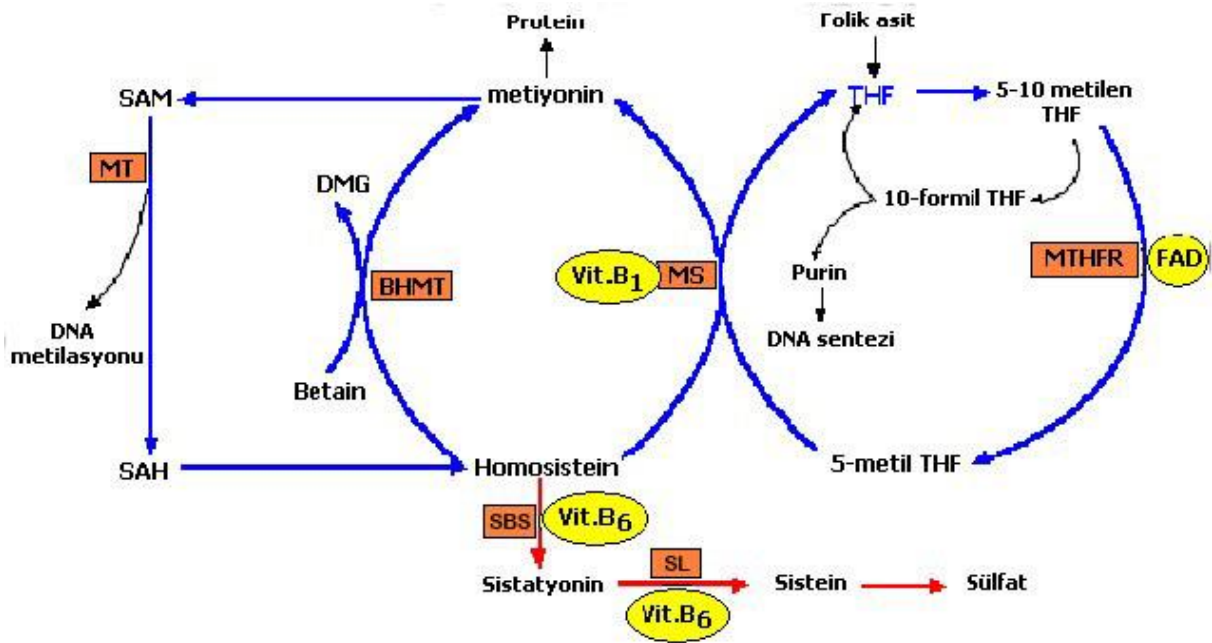 Protein
Folik asit
SAM
metiyonin
THF
5-10 metilen
THF
MT
DMG
10-formil THF
BHMT
Vit.B1
MS
MTHFR
FAD
Purin
DNA
metilasyonu
DNA sentezi
Betain
SAH
Homosistein
5-metil THF
SBS
Vit.B6
SL
Sistatyonin
Sistein
Sülfat
Vit.B6